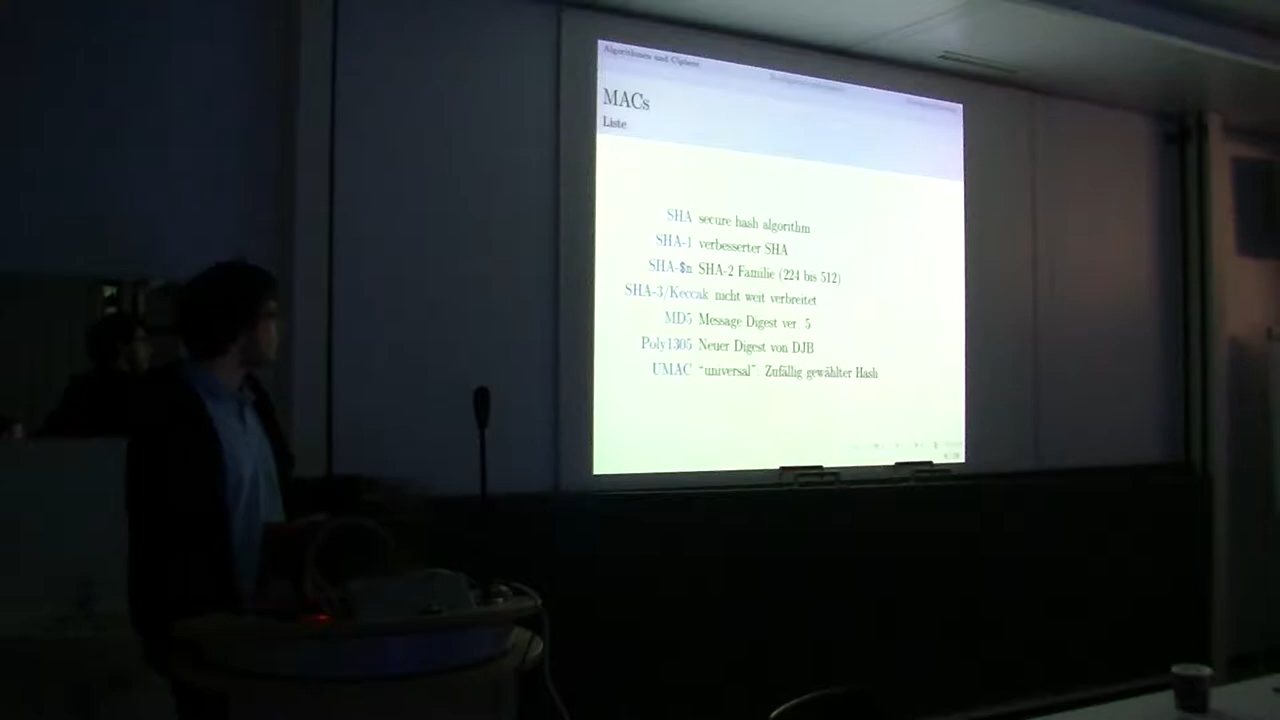 Algorithmen und Ciphers
MACs
Liste
SHA secure hash algorithm
SHA-1 verbesserter SHA
SHA-$n SHA-2 Familie (224 bis 512)
SHA-3/Keccak nicht weit verbreitet
MD5 Message Digest ver. 5
Poly1305 Neuer Digest von DJB
UMAC "universal". Zufällig gewählter Hash